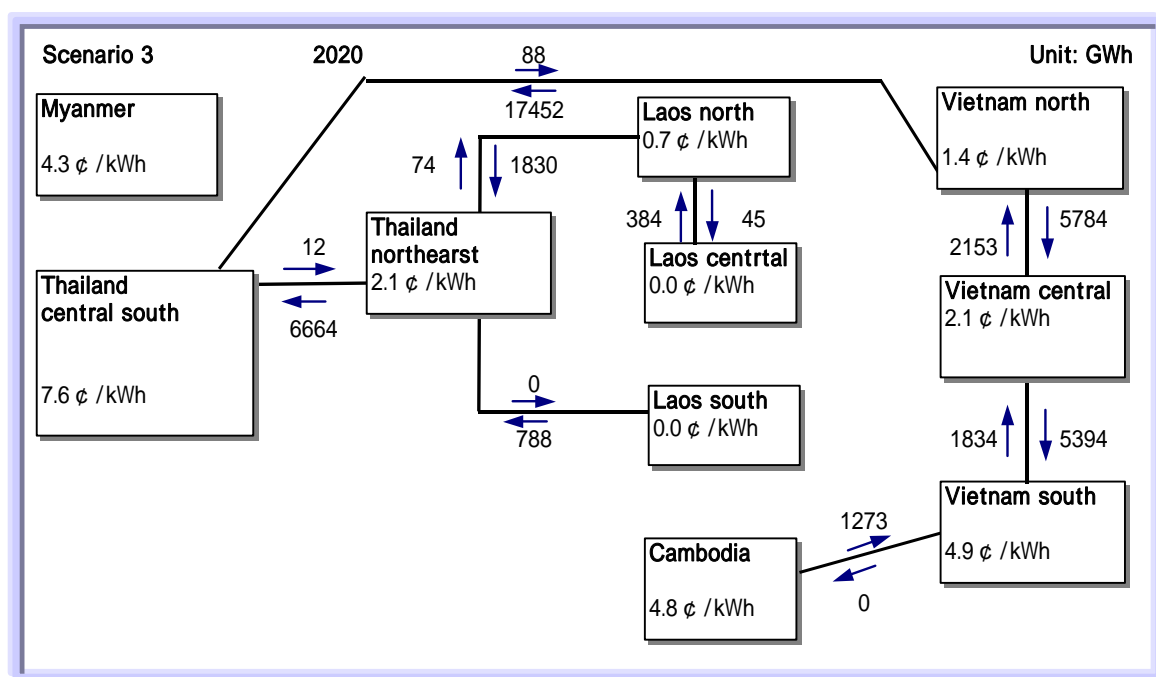 Scenario 3 2020 Unit: GWh
88
17452
Myanmer
4.3 ¢ /kWh
Laos north
0.7 ¢ /kWh
Vietnam north
1.4 ¢ /kWh
74 1830
384 45
2153 5784
Thailand
northearst
2.1 ¢ /kWh
Laos centrtal
0.0 ¢ /kWh
12
6664
Thailand
central south
7.6 ¢ /kWh
Vietnam central
2.1 ¢ /kWh
0
788
Laos south
0.0 ¢ /kWh
1834 5394
Vietnam south
4.9 ¢ /kWh
1273
0
Cambodia
4.8 ¢ /kWh